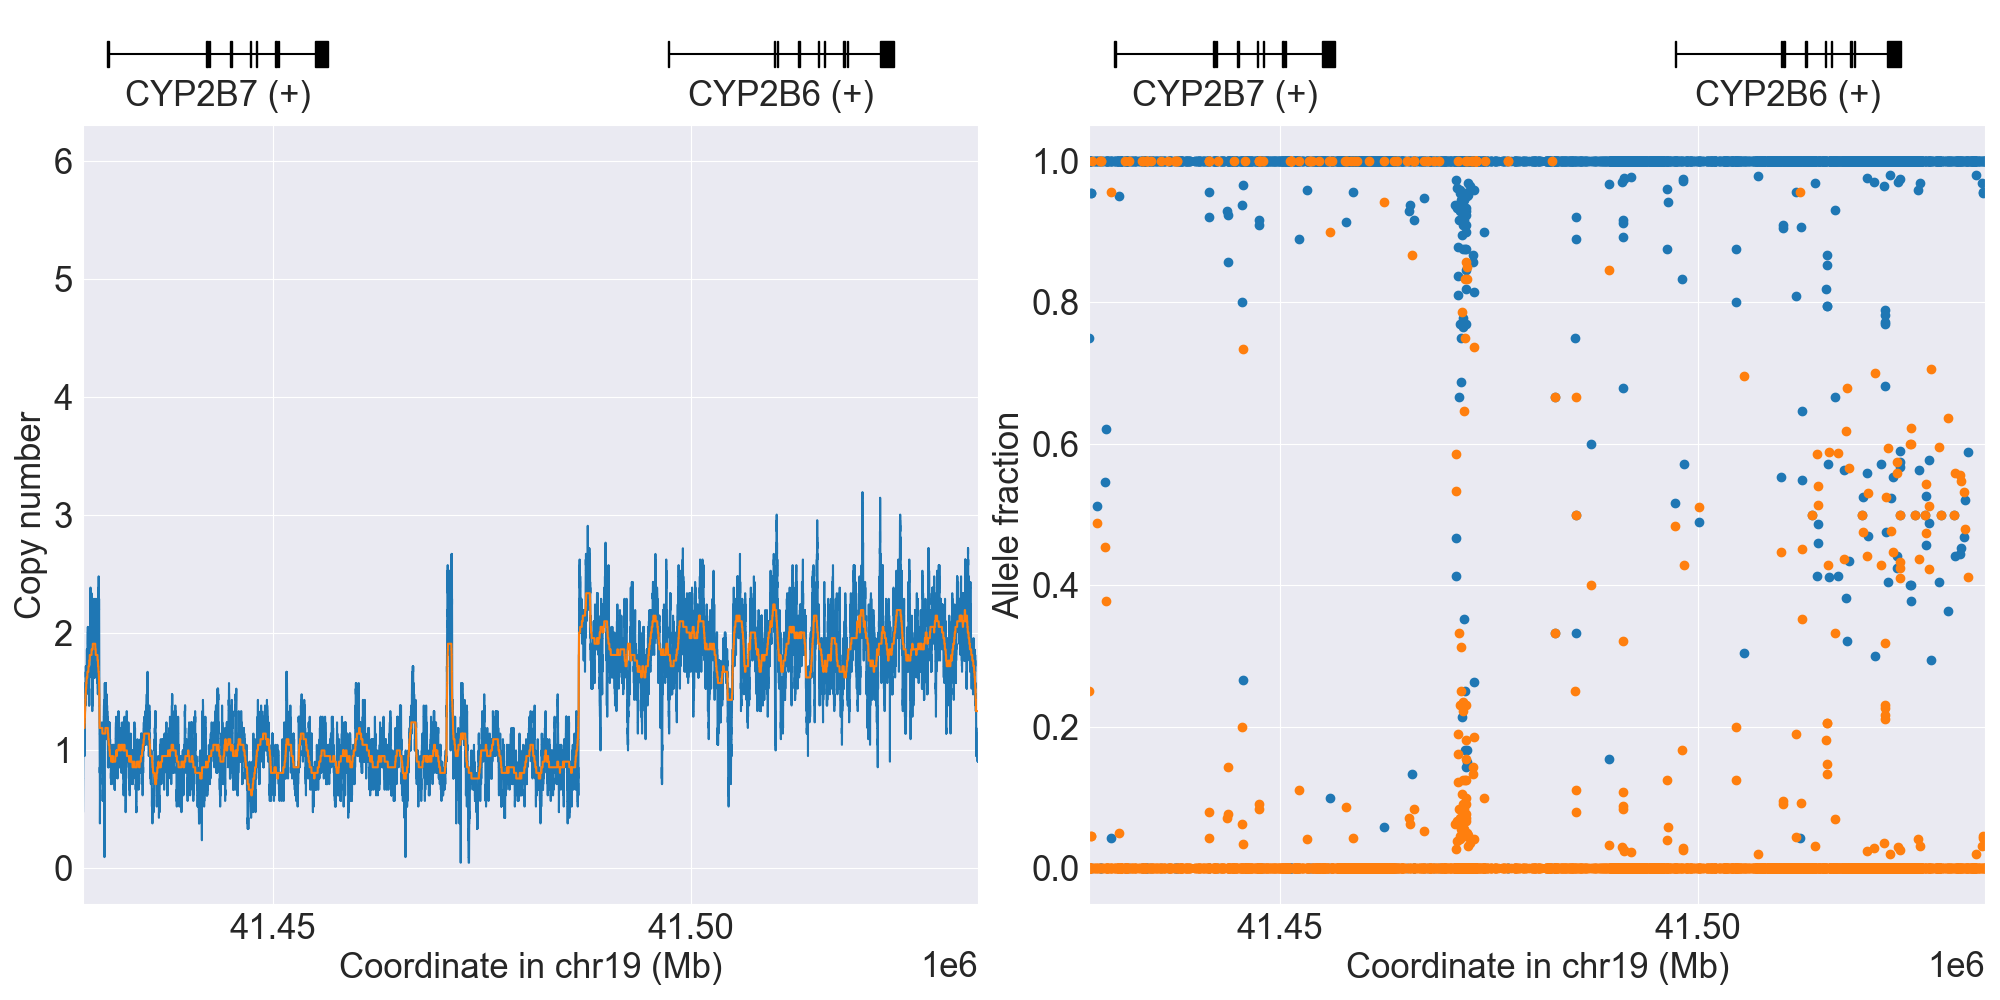 CYP2B7 (+)
CYP2B6 (+)
CYP2B7 (+)
CYP2B6 (+)
Copy number
6
5
4
3
2
1
0
41.45
41.50
Coordinate in chr19 (Mb)
1e6
Allele fraction
1.0
0.8
0.6
0.4
0.2
0.0
41.45
41.50
Coordinate in chr19 (Mb)
1e6